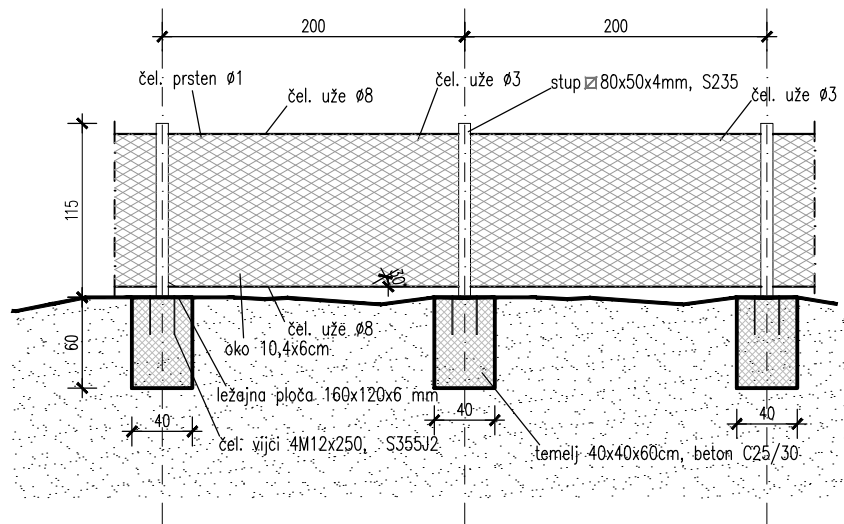 200
200
čel. prsten ø1
čel. uže ø8
čel. uže ø3
stup 80x50x4mm, S235
čel. uže ø3
115
30°
60
čel. uže ø8
oko 10,4x6cm
ležajna ploča 160x120x6 mm
40
40
40
čel. vijci 4M12x250, S355J2
temelj 40x40x60cm, beton C25/30